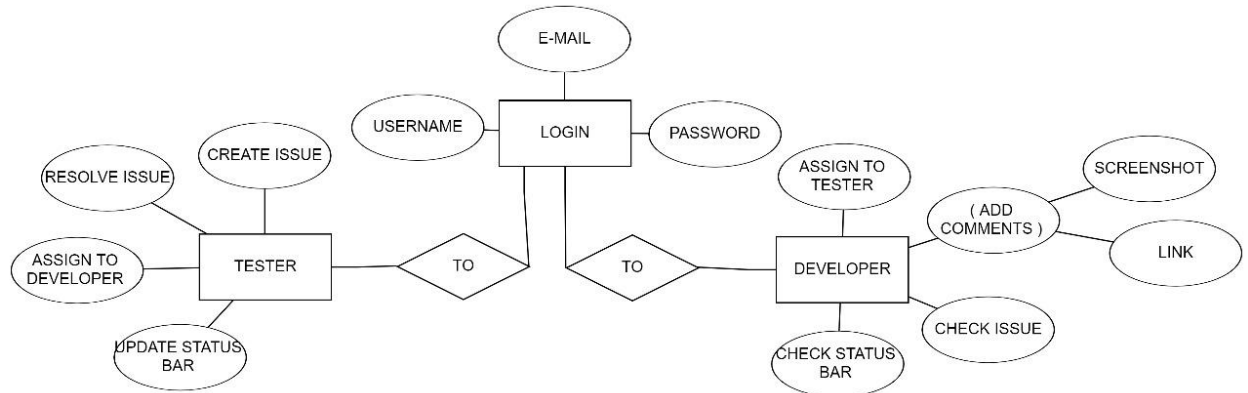 E-MAIL
USERNAME
LOGIN
PASSWORD
CREATE ISSUE
RESOLVE ISSUE
ASSIGN TO
DEVELOPER
TESTER
UPDATE STATUS
BAR
TO
TO
ASSIGN TO
TESTER
SCREENSHOT
( ADD
COMMENTS )
LINK
DEVELOPER
CHECK ISSUE
CHECK STATUS
BAR